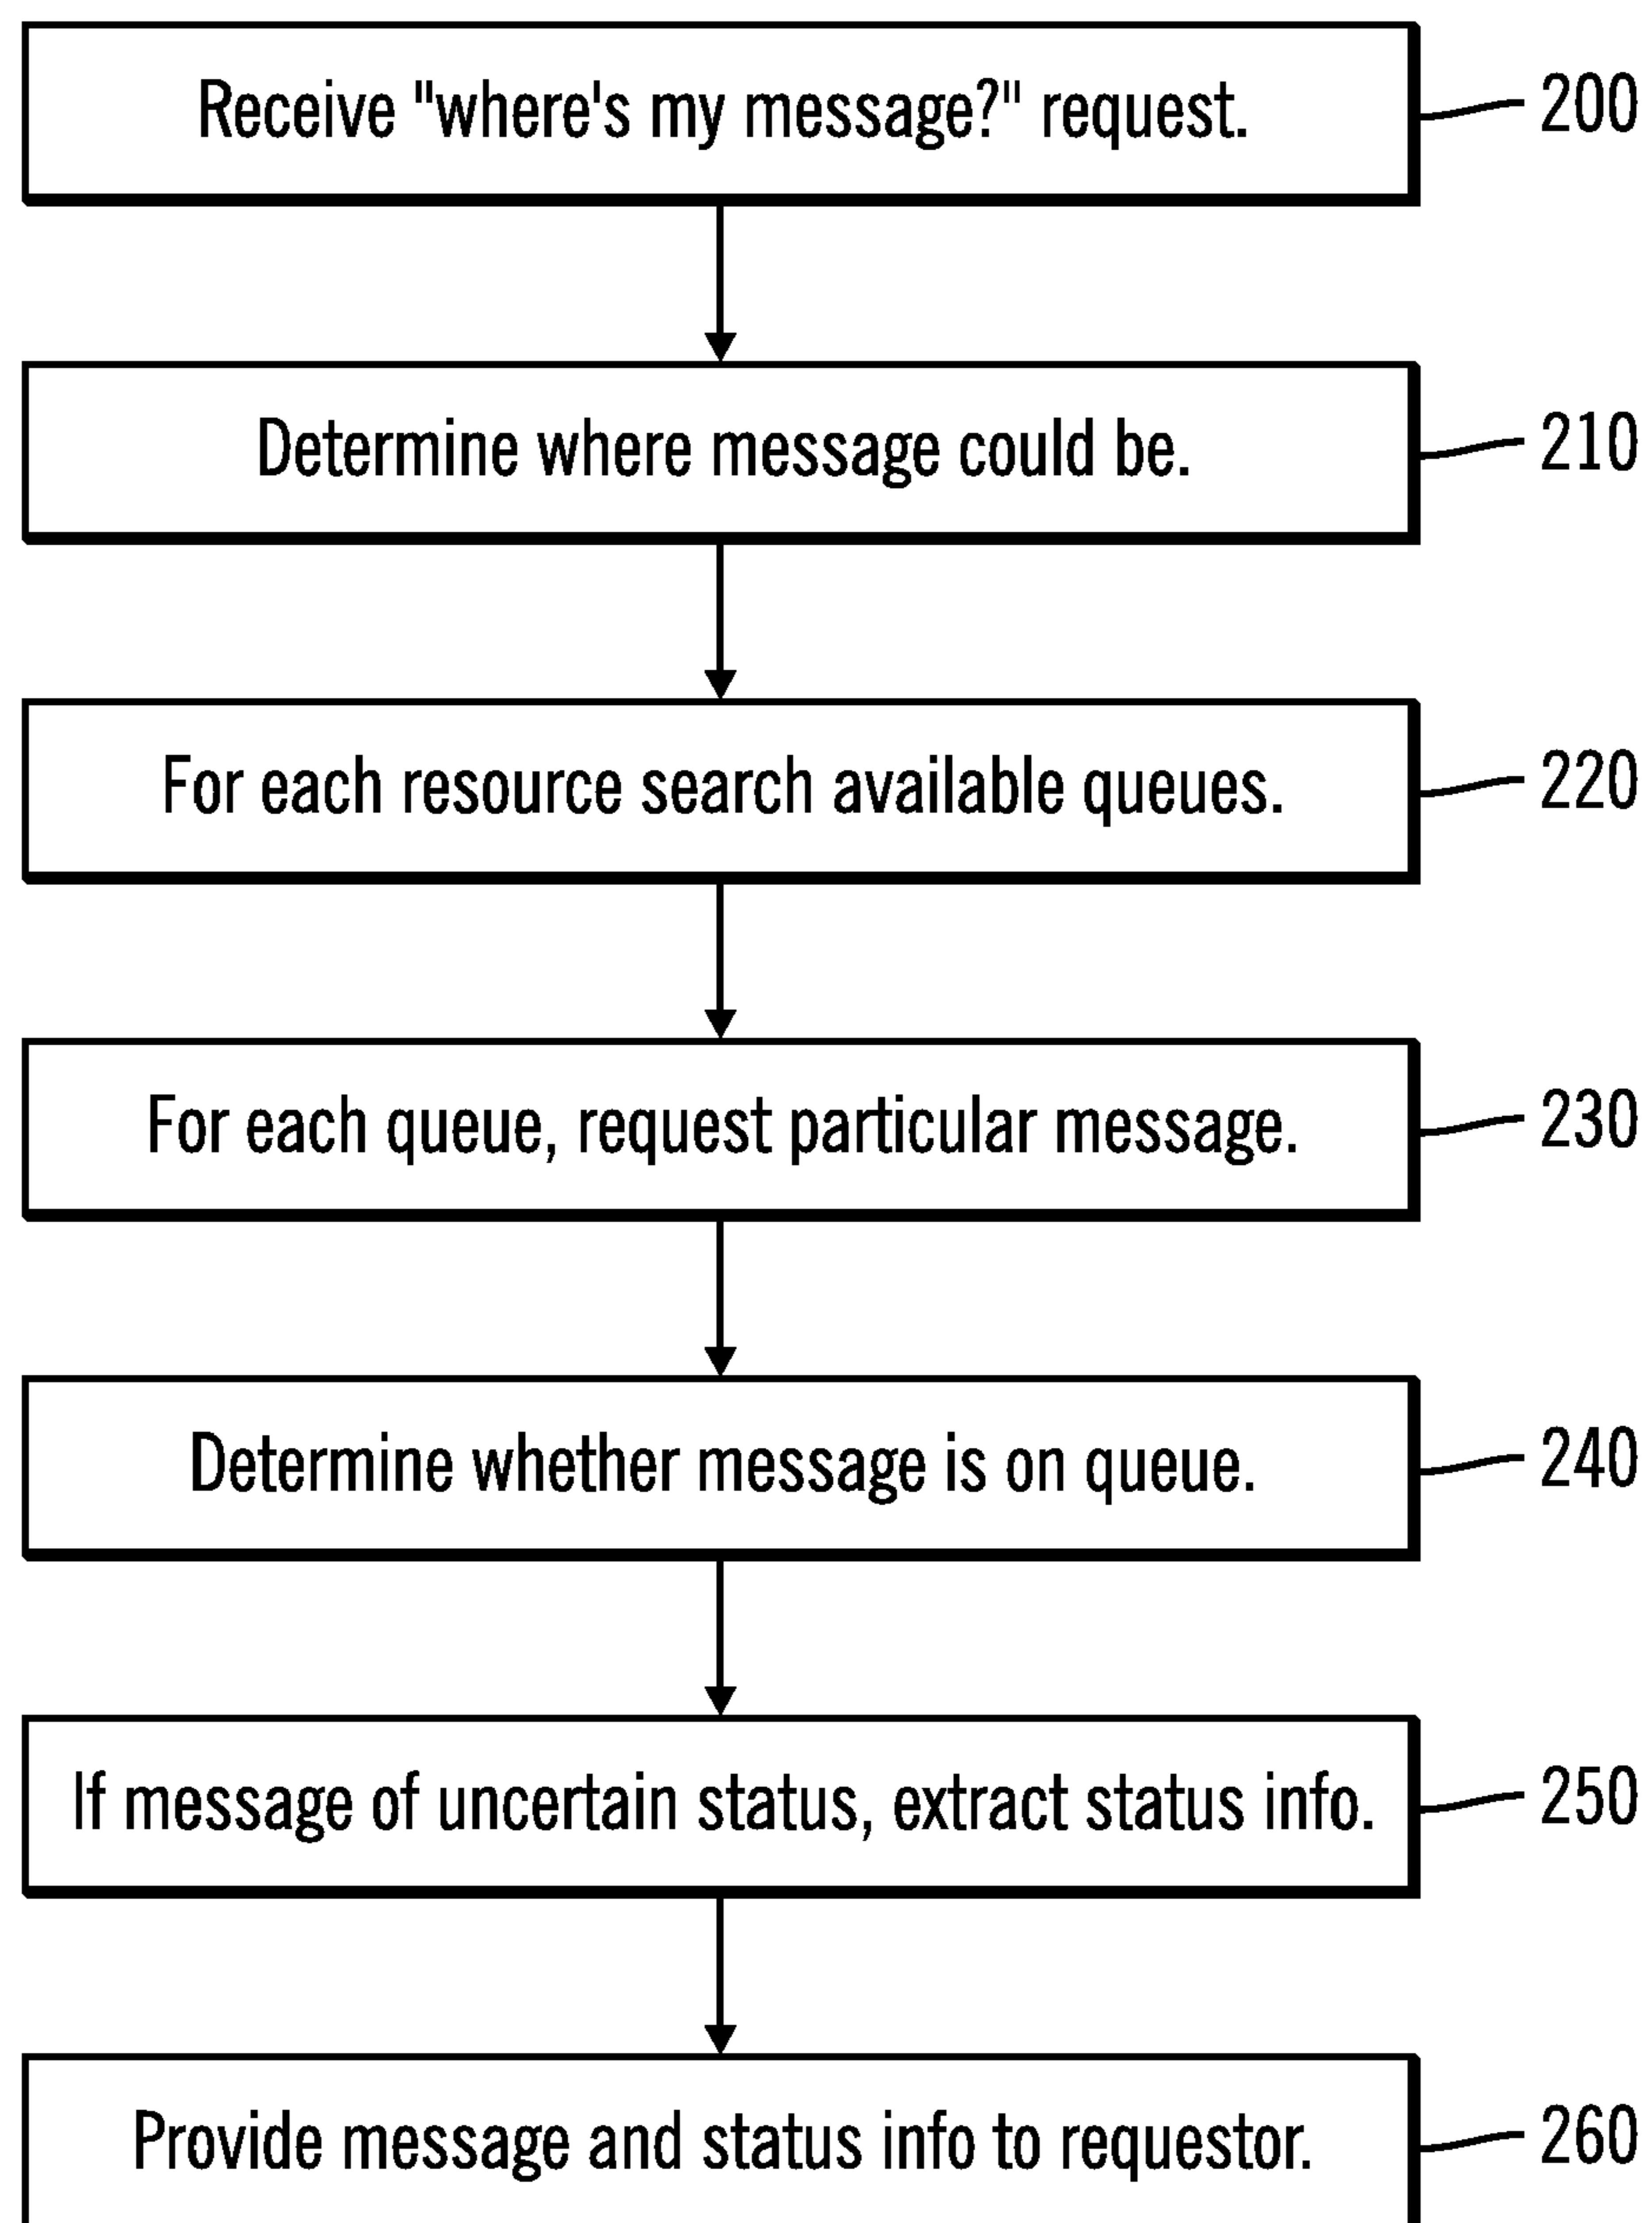 Receive "where's my message?" request. 200
Determine where message could be. 210
For each resource search available queues. 220
For each queue, request particular message. 230
Determine whether message is on queue. 240
If message of uncertain status, extract status info. 250
Provide message and status info to requestor. 260